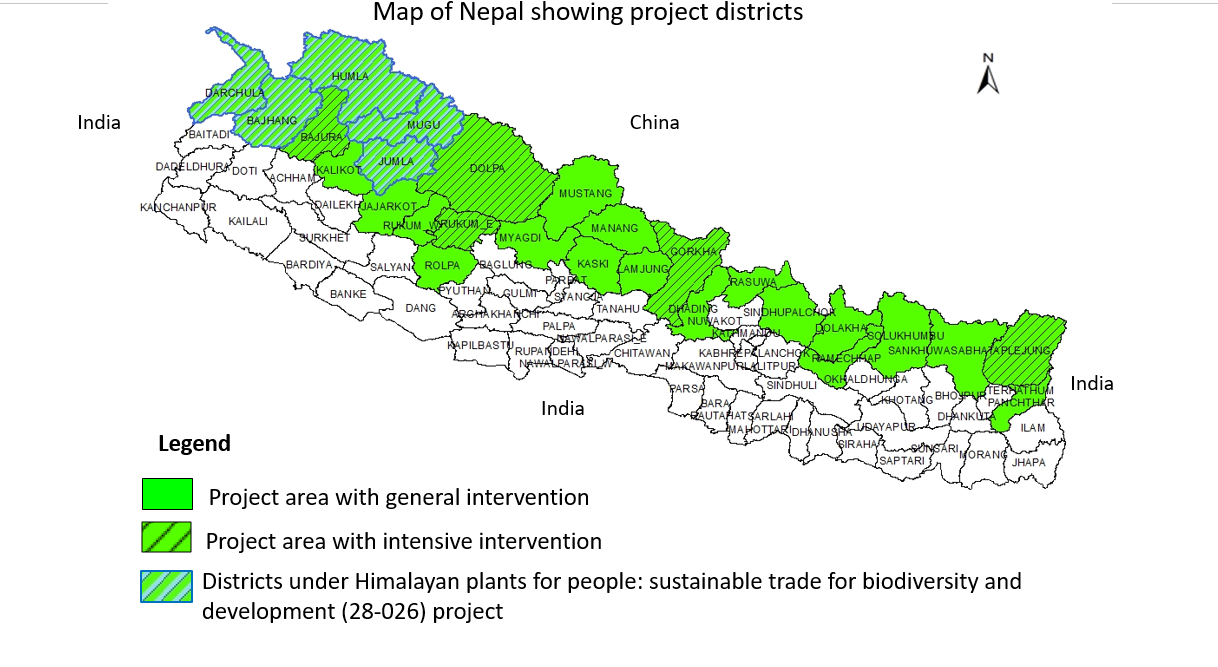 Map of Nepal showing project districts
N
HUMLA
DARCHULA
BAJHANG
MUGU
India
China
BAITADI
BAJURA
JUMLA
DADELDHURA
DOTI
ACHHAM
KALIKOT
DOLPA
KANCHANPUR
KAILALI
DAILEKH
JAJARKOT
MUSTANG
RUKUM_W
RUKUM_E
MYAGDI
MANANG
SURKHET
GORKHA
BARDIYA
SALYAN
ROLPA
BAGLUNG
KASKI
LAMJUNG
PARBAT
RASUWA
BANKE
DANG
PYUTHAN
GULMI
SYANGJA
TANAHU
DHADING
NUWAKOT
SINDHUPALCHOK
ARGHAKHANCHI
PALPA
KATHMANDU
DOLAKHA
SOLUKHUMBU
KAPILBASTU
NAWALPARASI_E
RUPANDEHI
CHITAWAN
NAWALPARASI_W
KABHREPALANCHOK
RAMECHHAP
SANKHUWASABHA
TAPLEJUNG
MAKAWANPUR
LALITPUR
OKHALDHUNGA
India
PARSA
SINDHULI
KHOTANG
BHOJPUR
TERHATHUM
PANCHTHAR
India
BARA
RAUTAHAT
SARLAHI
MAHOTTARI
DHANUSHA
SIRAHA
UDAYAPUR
DHANKUTA
ILAM
SAPTARI
SUNSARI
MORANG
JHAPA
Legend
Project area with general intervention
Project area with intensive intervention
Districts under Himalayan plants for people: sustainable trade for biodiversity and
development (28-026) project